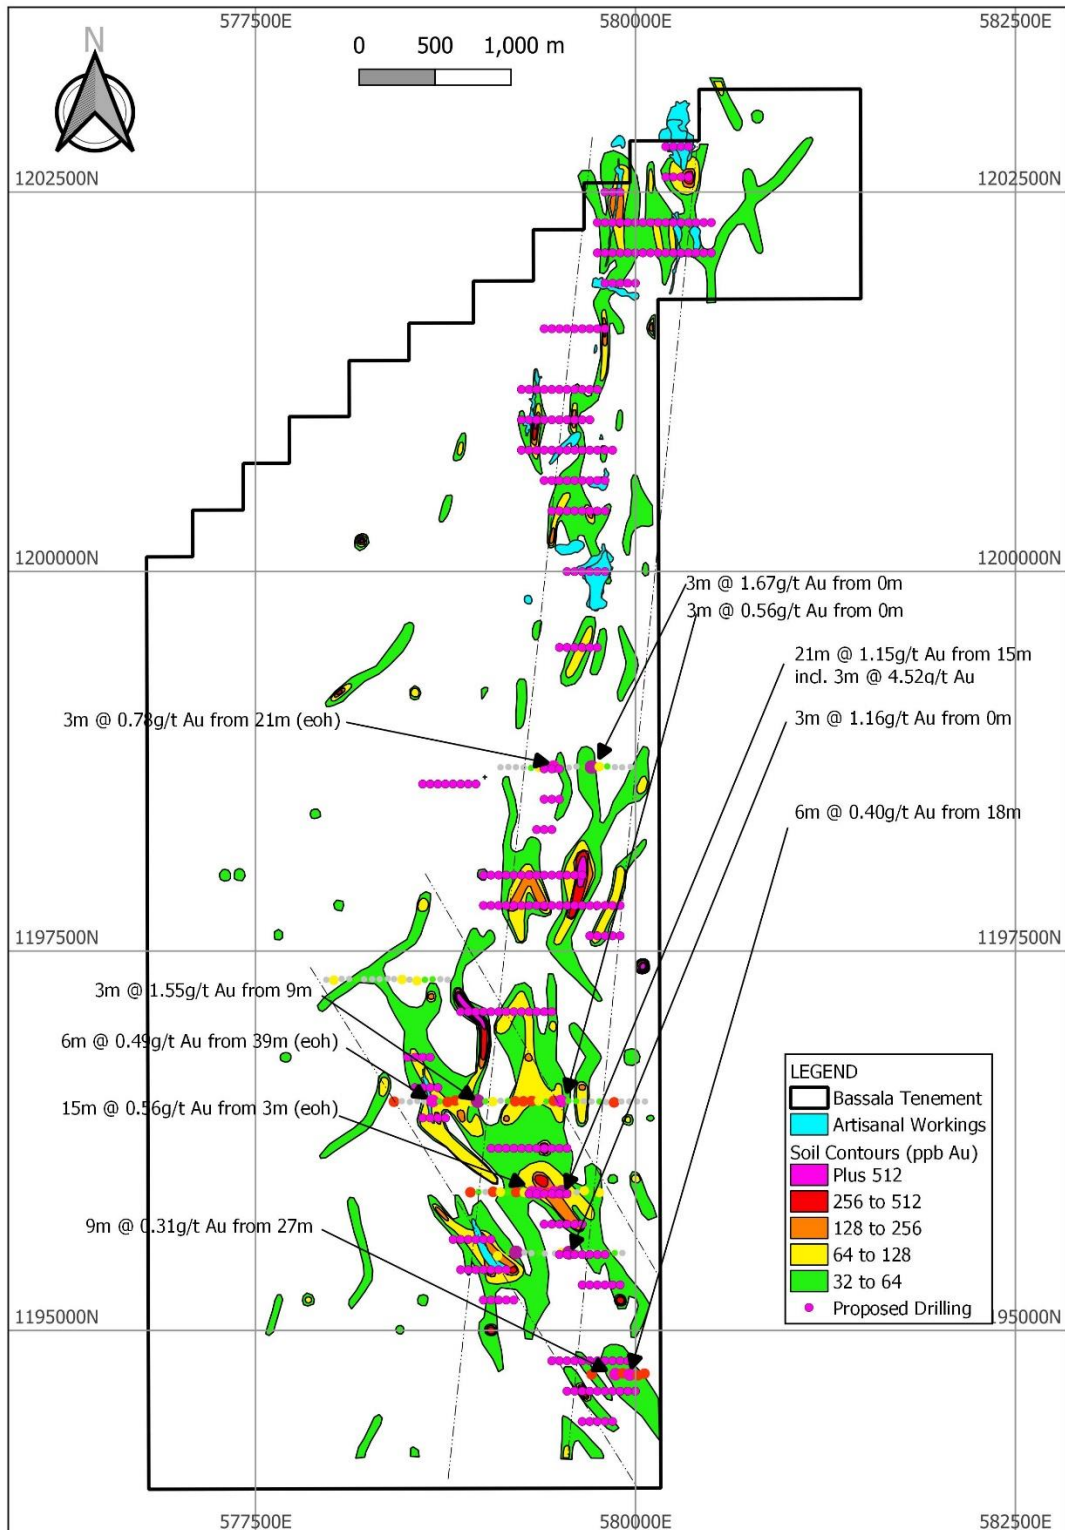 577500E
580000E
582500E
N
0 500 1,000 m
1202500N
1202500N
1200000N
1200000N
3m @ 1.67g/t Au from 0m
3m @ 0.56g/t Au from 0m
21m @ 1.15g/t Au from 15m
incl. 3m @ 4.52g/t Au
3m @ 0.78g/t Au from 21m (eoh)
3m @ 1.16g/t Au from 0m
6m @ 0.40g/t Au from 18m
1197500N
1197500N
3m @ 1.55g/t Au from 9m
6m @ 0.49g/t Au from 39m (eoh)
15m @ 0.56g/t Au from 3m (eoh)
9m @ 0.31g/t Au from 27m
LEGEND
Bassala Tenement
Artisanal Workings
Soil Contours (ppb Au)
Plus 512
256 to 512
128 to 256
64 to 128
32 to 64
Proposed Drilling
1195000N
1195000N
577500E
580000E
582500E